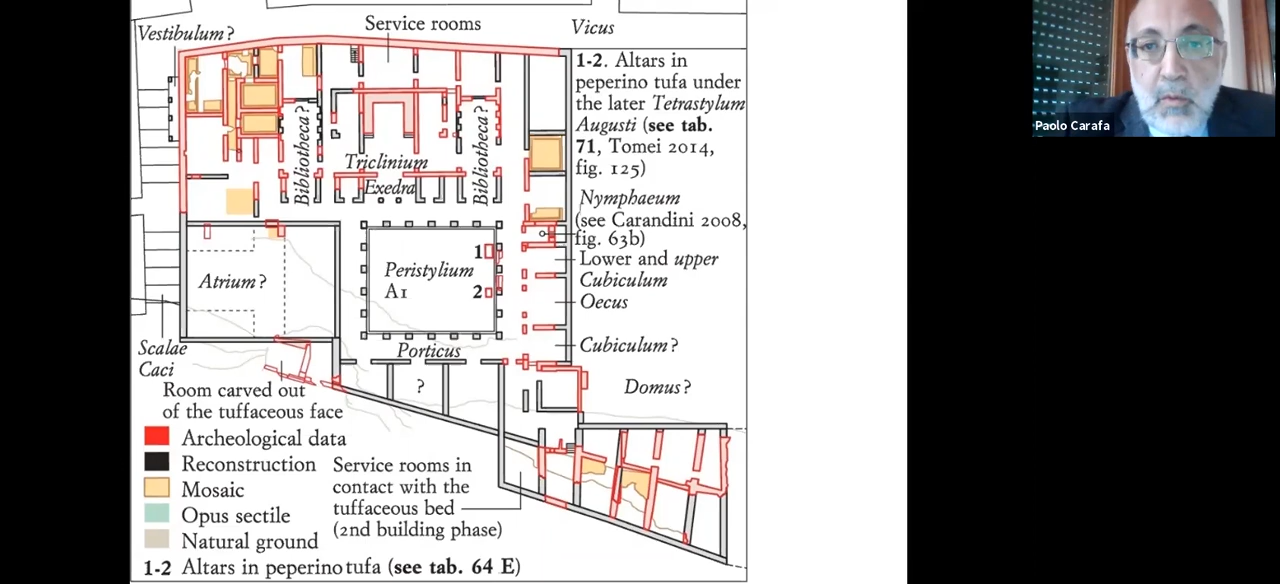 Service rooms
Vestibulum?
Vicus
1-2. Altars in
peperino tufa under
the later Tetrastylum
Augusti (see tab.
71, Tomei 2014,
fig. 125)
Bibliotheca?
Triclinium
Exedra
Bibliotheca?
Nymphaeum
(see Carandini 2008,
fig. 63b)
Lower and upper
Cubiculum
Oecus
Cubiculum?
Atrium?
Peristylium
A1
1
2
Porticus
?
Domus?
Scalae
Caci
Room carved out
of the tuffaceous face
Archeological data
Reconstruction
Mosaic
Opus sectile
Natural ground
Service rooms in
contact with the
tuffaceous bed
(2nd building phase)
1-2 Altars in peperino tufa (see tab. 64 E)
Paolo Carafa